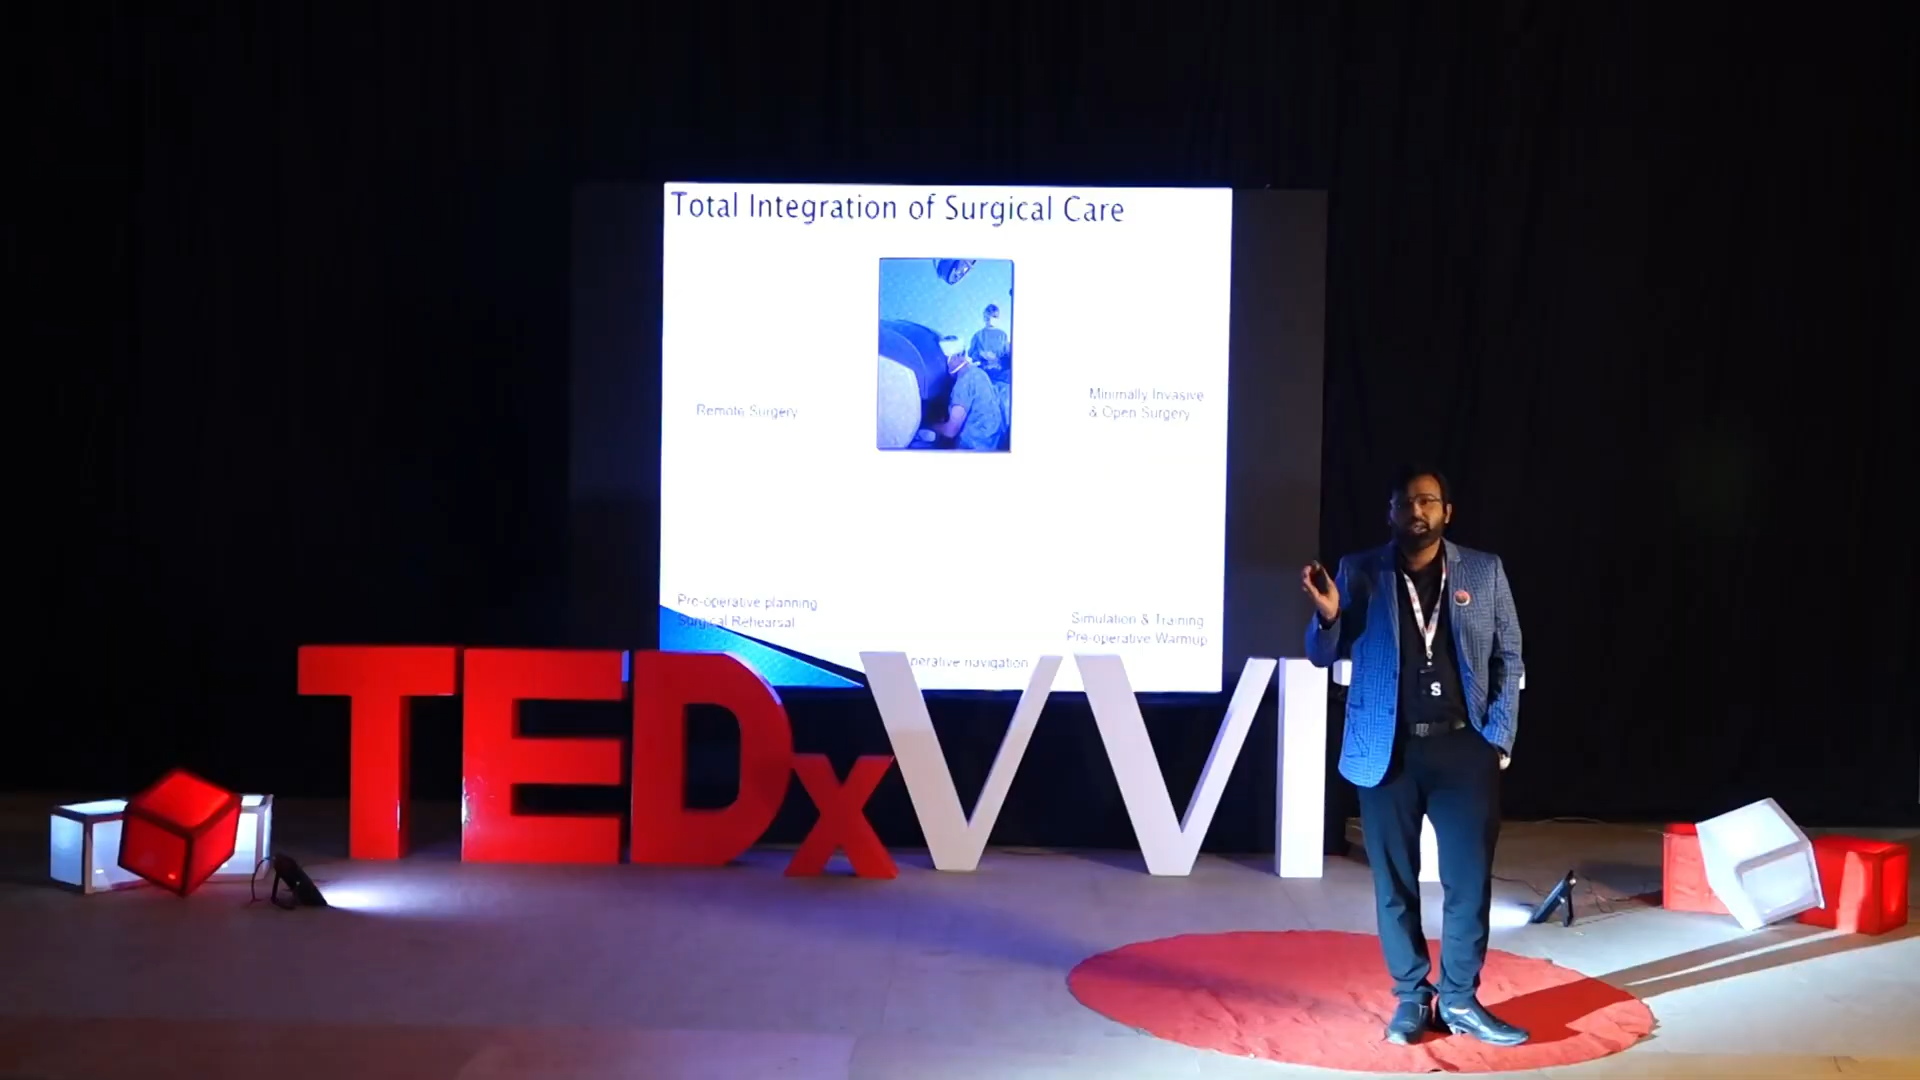 Total Integration of Surgical Care
Remote Surgery
Minimally Invasive
& Open Surgery
Pre-operative planning
Surgical Rehearsal
Simulation & Training
Pre-operative Warmup
navigation
TEDxVVI
S